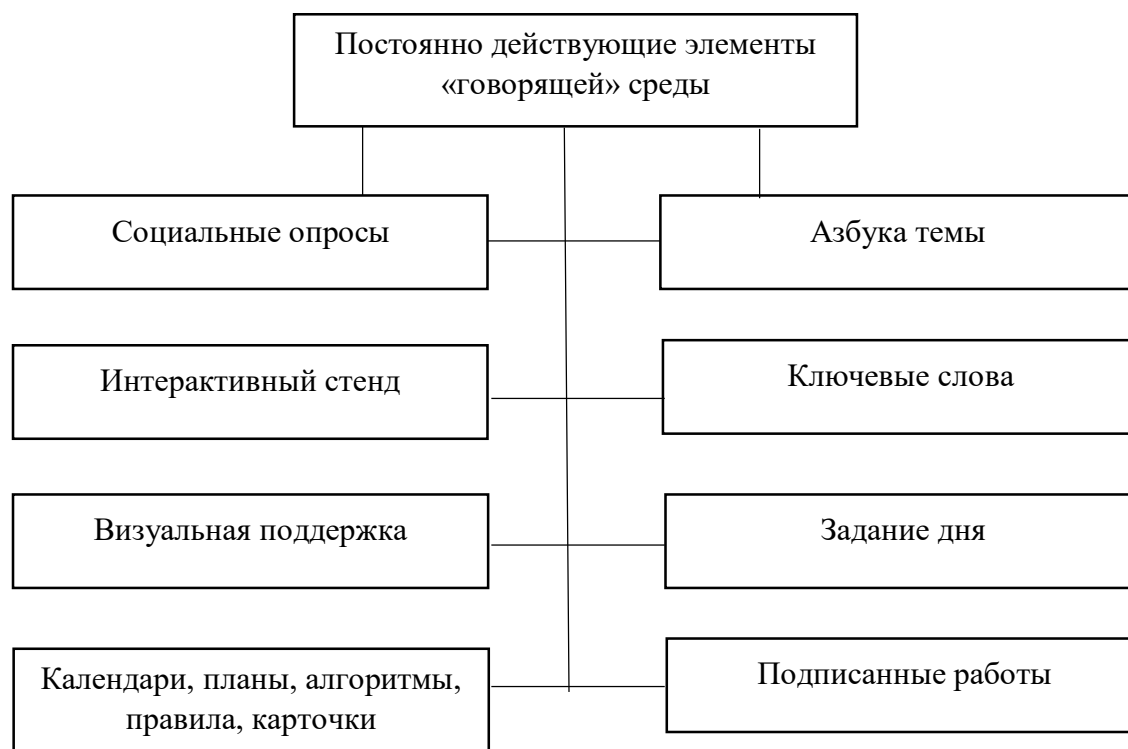 Постоянно действующие элементы
«говорящей» среды
Социальные опросы
Азбука темы
Интерактивный стенд
Ключевые слова
Визуальная поддержка
Задание дня
Календари, планы, алгоритмы,
правила, карточки
Подписанные работы